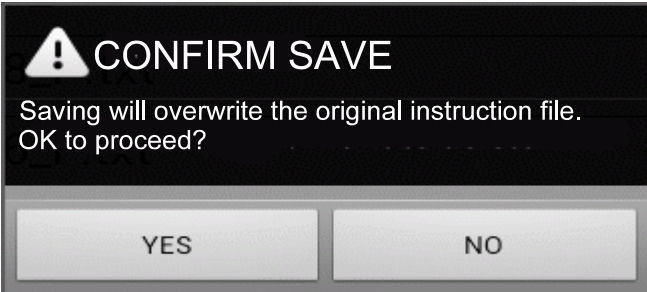 CONFIRM SAVE
Saving will overwrite the original instruction file.
OK to proceed?
YES
NO